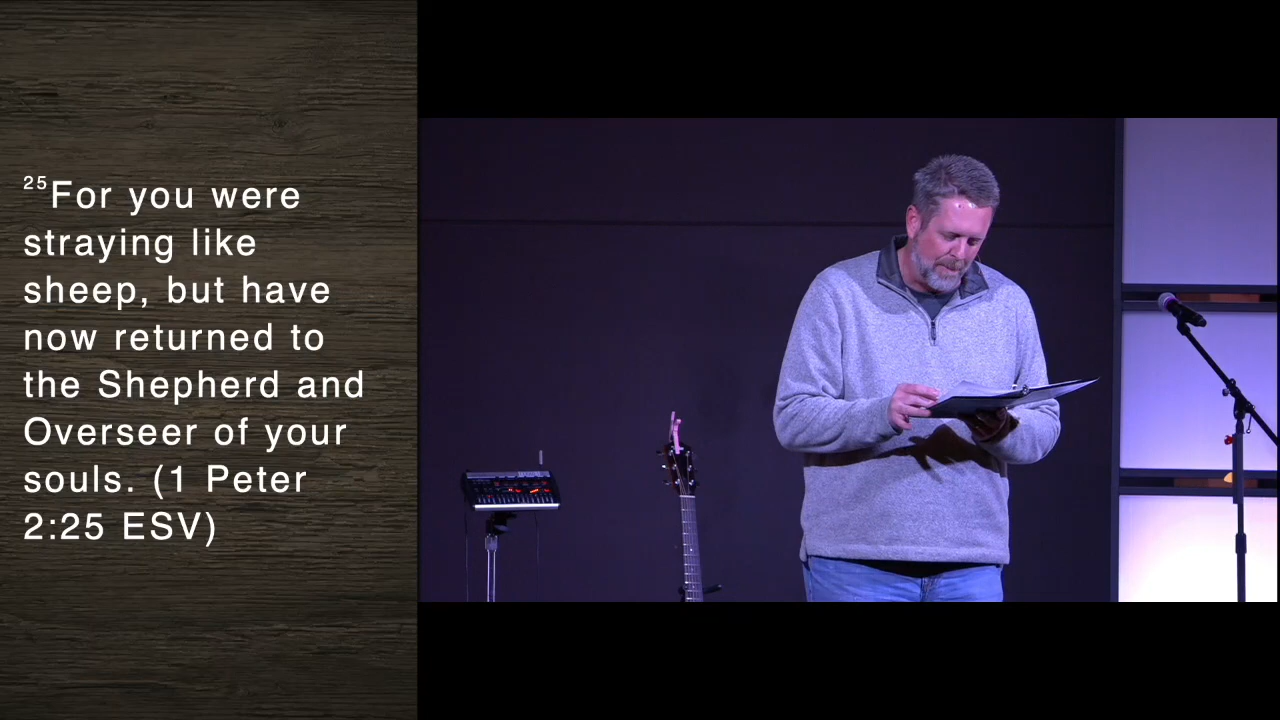 25For you were
straying like
sheep, but have
now returned to
the Shepherd and
Overseer of your
souls. (1 Peter
2:25 ESV)